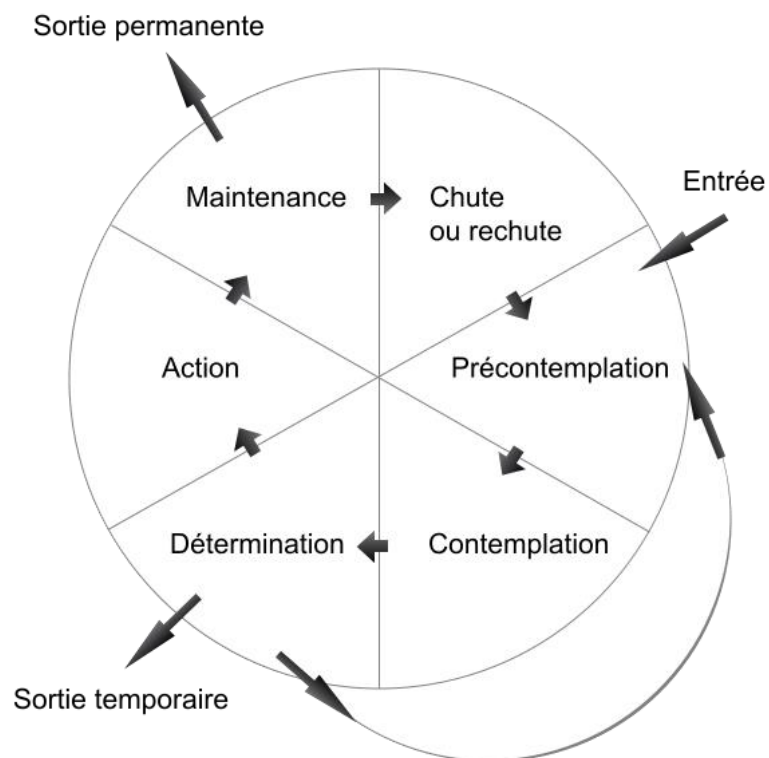 Sortie permanente
Entrée
Maintenance
Chute
ou rechute
Action
Précontemplation
Détermination
Contemplation
Sortie temporaire